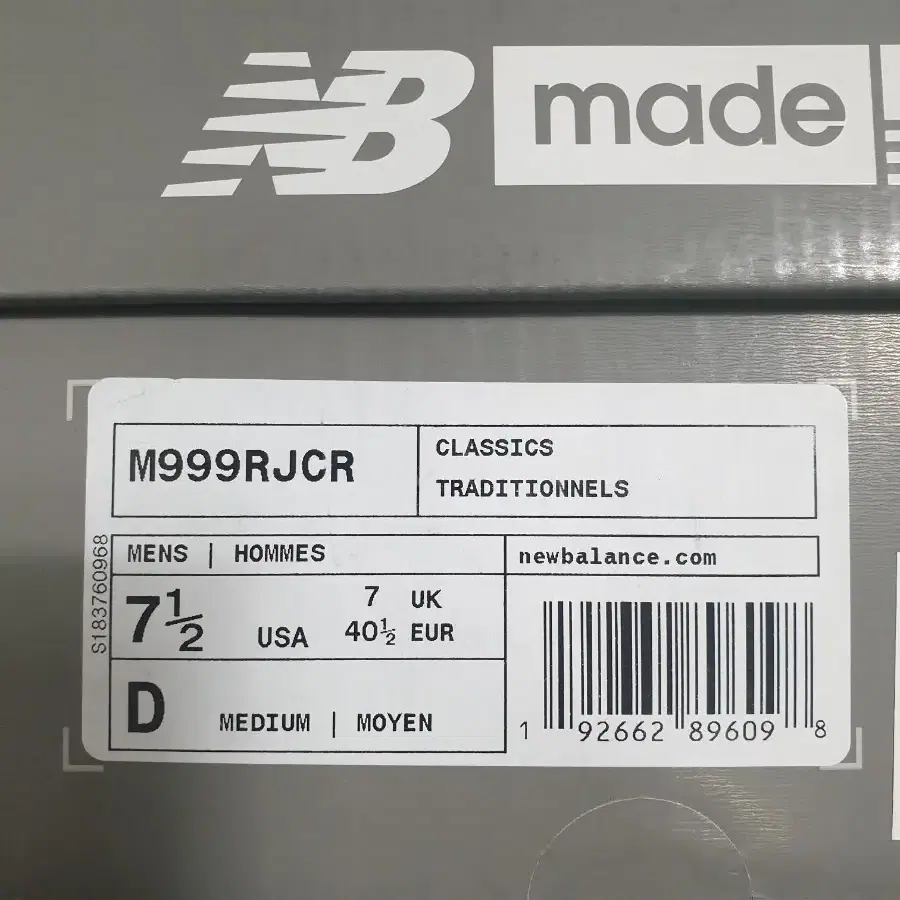 NB made
M999RJCR
CLASSICS
TRADITIONNELS
MENS | HOMMES
newbalance.com
7½ USA
7 UK
40½ EUR
D MEDIUM | MOYEN
1 92662 89609 8
S183760968